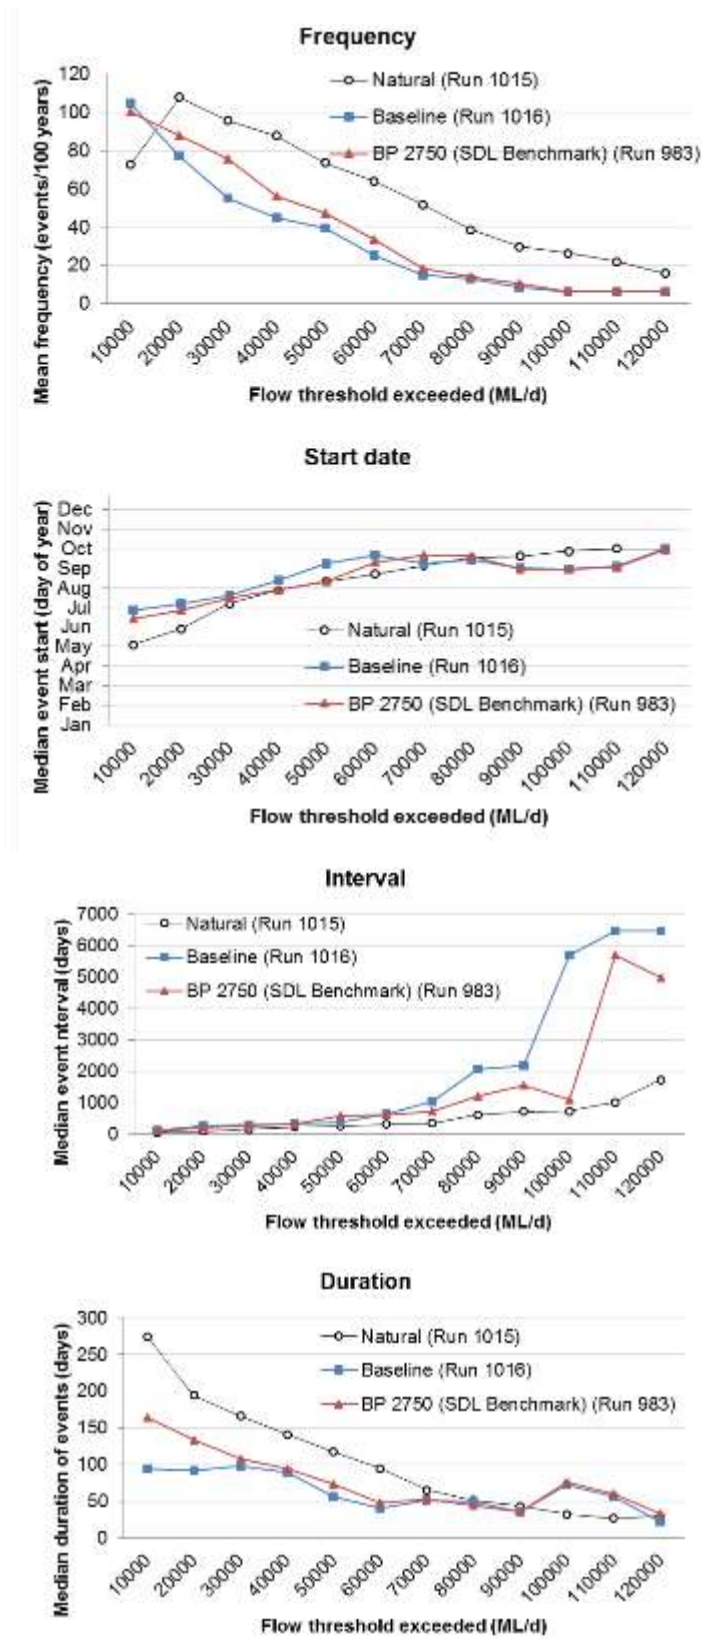 Frequency
Mean frequency (events/100 years)
120
100
80
60
40
20
0
Natural (Run 1015)
Baseline (Run 1016)
BP 2750 (SDL Benchmark) (Run 983)
10000 20000 30000 40000 50000 60000 70000 80000 90000 100000 110000 120000
Flow threshold exceeded (ML/d)
Start date
Median event start (day of year)
Dec
Nov
Oct
Sep
Aug
Jul
Jun
May
Apr
Mar
Feb
Jan
Natural (Run 1015)
Baseline (Run 1016)
BP 2750 (SDL Benchmark) (Run 983)
10000 20000 30000 40000 50000 60000 70000 80000 90000 100000 110000 120000
Flow threshold exceeded (ML/d)
Interval
Median event nterval (days)
7000
6000
5000
4000
3000
2000
1000
0
Natural (Run 1015)
Baseline (Run 1016)
BP 2750 (SDL Benchmark) (Run 983)
10000 20000 30000 40000 50000 60000 70000 80000 90000 100000 110000 120000
Flow threshold exceeded (ML/d)
Duration
Median duration of events (days)
300
250
200
150
100
50
0
Natural (Run 1015)
Baseline (Run 1016)
BP 2750 (SDL Benchmark) (Run 983)
10000 20000 30000 40000 50000 60000 70000 80000 90000 100000 110000 120000
Flow threshold exceeded (ML/d)